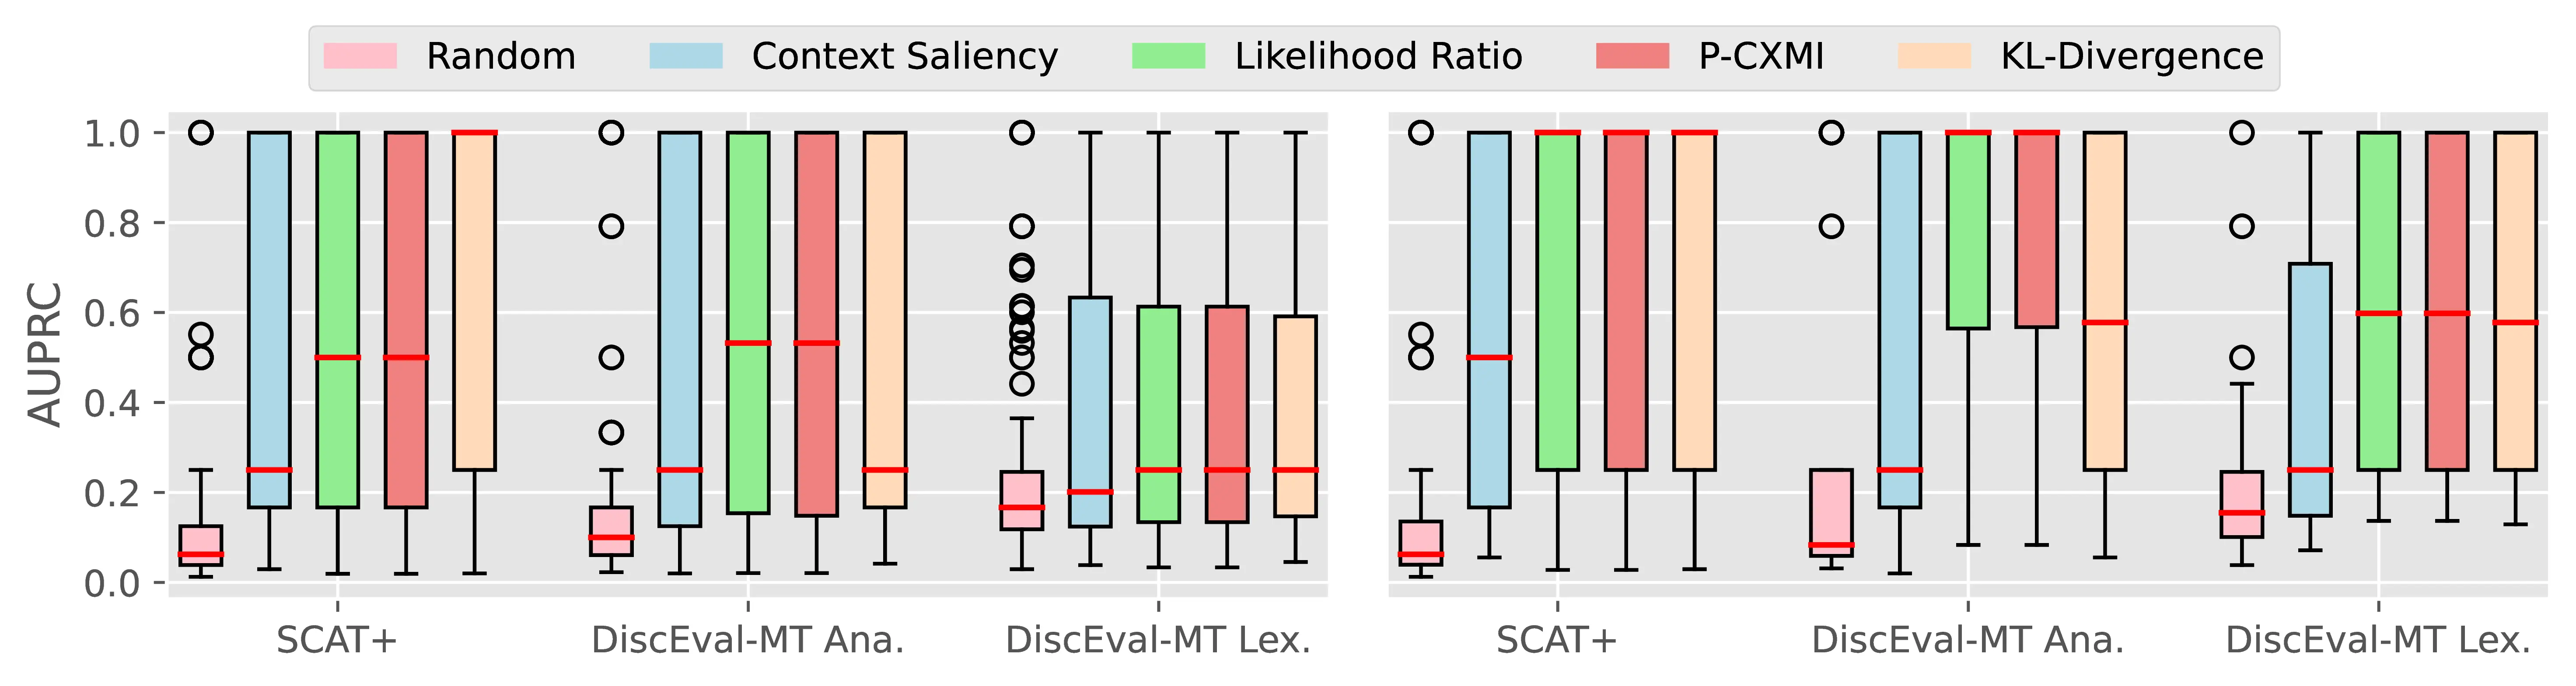 Random Context Saliency Likelihood Ratio P-CXMI KL-Divergence
AUPRC
1.0
0.8
0.6
0.4
0.2
0.0
SCAT+ DiscEval-MT Ana. DiscEval-MT Lex. SCAT+ DiscEval-MT Ana. DiscEval-MT Lex.